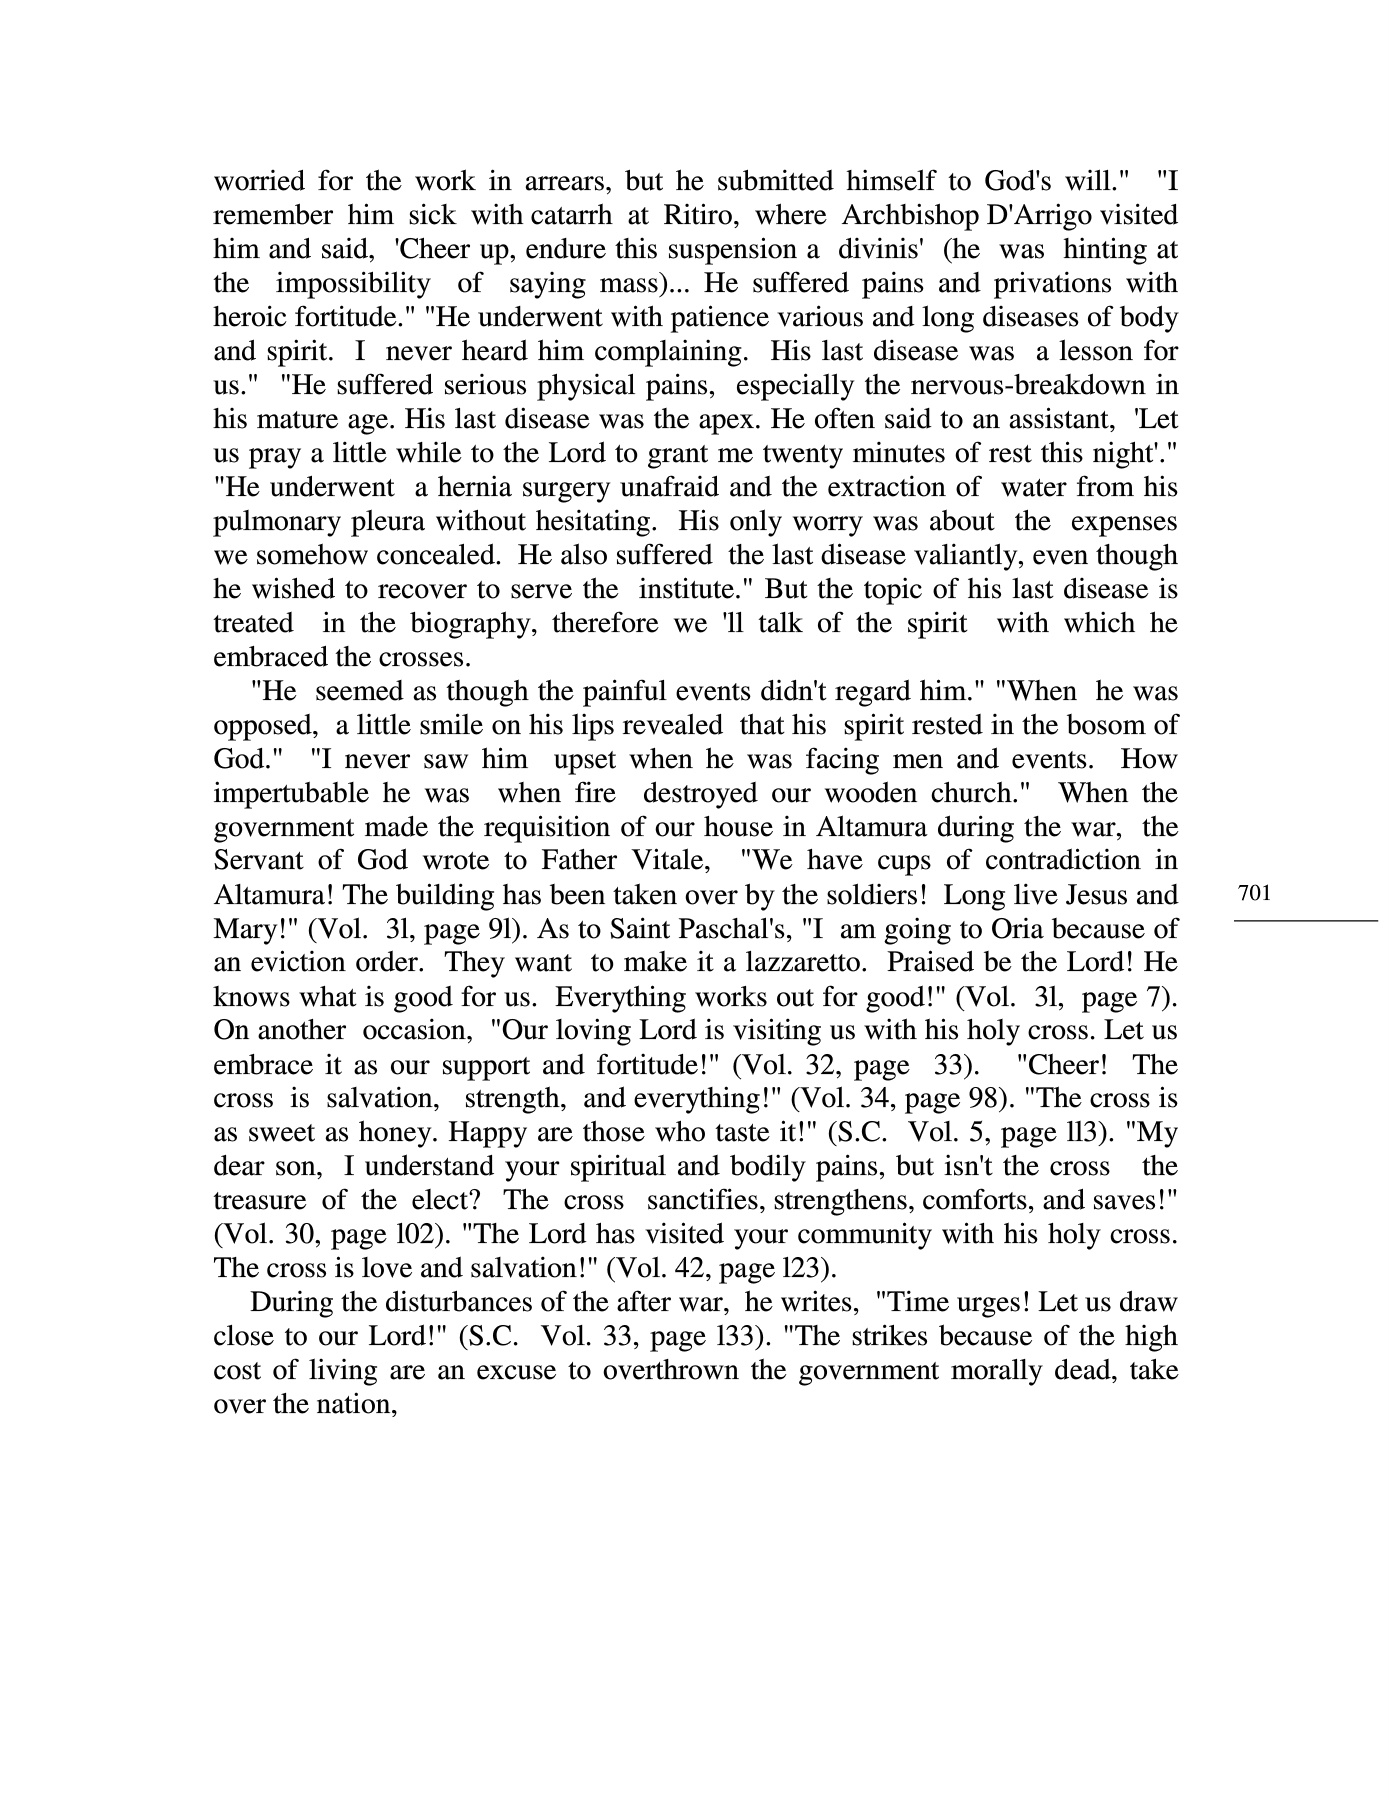 worried for the work in arrears, but he submitted himself to God's will." "I
remember him sick with catarrh at Ritiro, where Archbishop D'Arrigo visited
him and said, 'Cheer up, endure this suspension a divinis' (he was hinting at
the impossibility of saying mass)... He suffered pains and privations with
heroic fortitude." "He underwent with patience various and long diseases of body
and spirit. I never heard him complaining. His last disease was a lesson for
us." "He suffered serious physical pains, especially the nervous-breakdown in
his mature age. His last disease was the apex. He often said to an assistant, 'Let
us pray a little while to the Lord to grant me twenty minutes of rest this night'."
"He underwent a hernia surgery unafraid and the extraction of water from his
pulmonary pleura without hesitating. His only worry was about the expenses
we somehow concealed. He also suffered the last disease valiantly, even though
he wished to recover to serve the institute." But the topic of his last disease is
treated in the biography, therefore we 'll talk of the spirit with which he
embraced the crosses.
"He seemed as though the painful events didn't regard him." "When he was
opposed, a little smile on his lips revealed that his spirit rested in the bosom of
God." "I never saw him upset when he was facing men and events. How
impertubable he was when fire destroyed our wooden church." When the
government made the requisition of our house in Altamura during the war, the
Servant of God wrote to Father Vitale, "We have cups of contradiction in
Altamura! The building has been taken over by the soldiers! Long live Jesus and
Mary!" (Vol. 3l, page 9l). As to Saint Paschal's, "I am going to Oria because of
an eviction order. They want to make it a lazzaretto. Praised be the Lord! He
knows what is good for us. Everything works out for good!" (Vol. 3l, page 7).
On another occasion, "Our loving Lord is visiting us with his holy cross. Let us
embrace it as our support and fortitude!" (Vol. 32, page 33). "Cheer! The
cross is salvation, strength, and everything!" (Vol. 34, page 98). "The cross is
as sweet as honey. Happy are those who taste it!" (S.C. Vol. 5, page ll3). "My
dear son, I understand your spiritual and bodily pains, but isn't the cross the
treasure of the elect? The cross sanctifies, strengthens, comforts, and saves!"
(Vol. 30, page l02). "The Lord has visited your community with his holy cross.
The cross is love and salvation!" (Vol. 42, page l23).
During the disturbances of the after war, he writes, "Time urges! Let us draw
close to our Lord!" (S.C. Vol. 33, page l33). "The strikes because of the high
cost of living are an excuse to overthrown the government morally dead, take
over the nation,
701